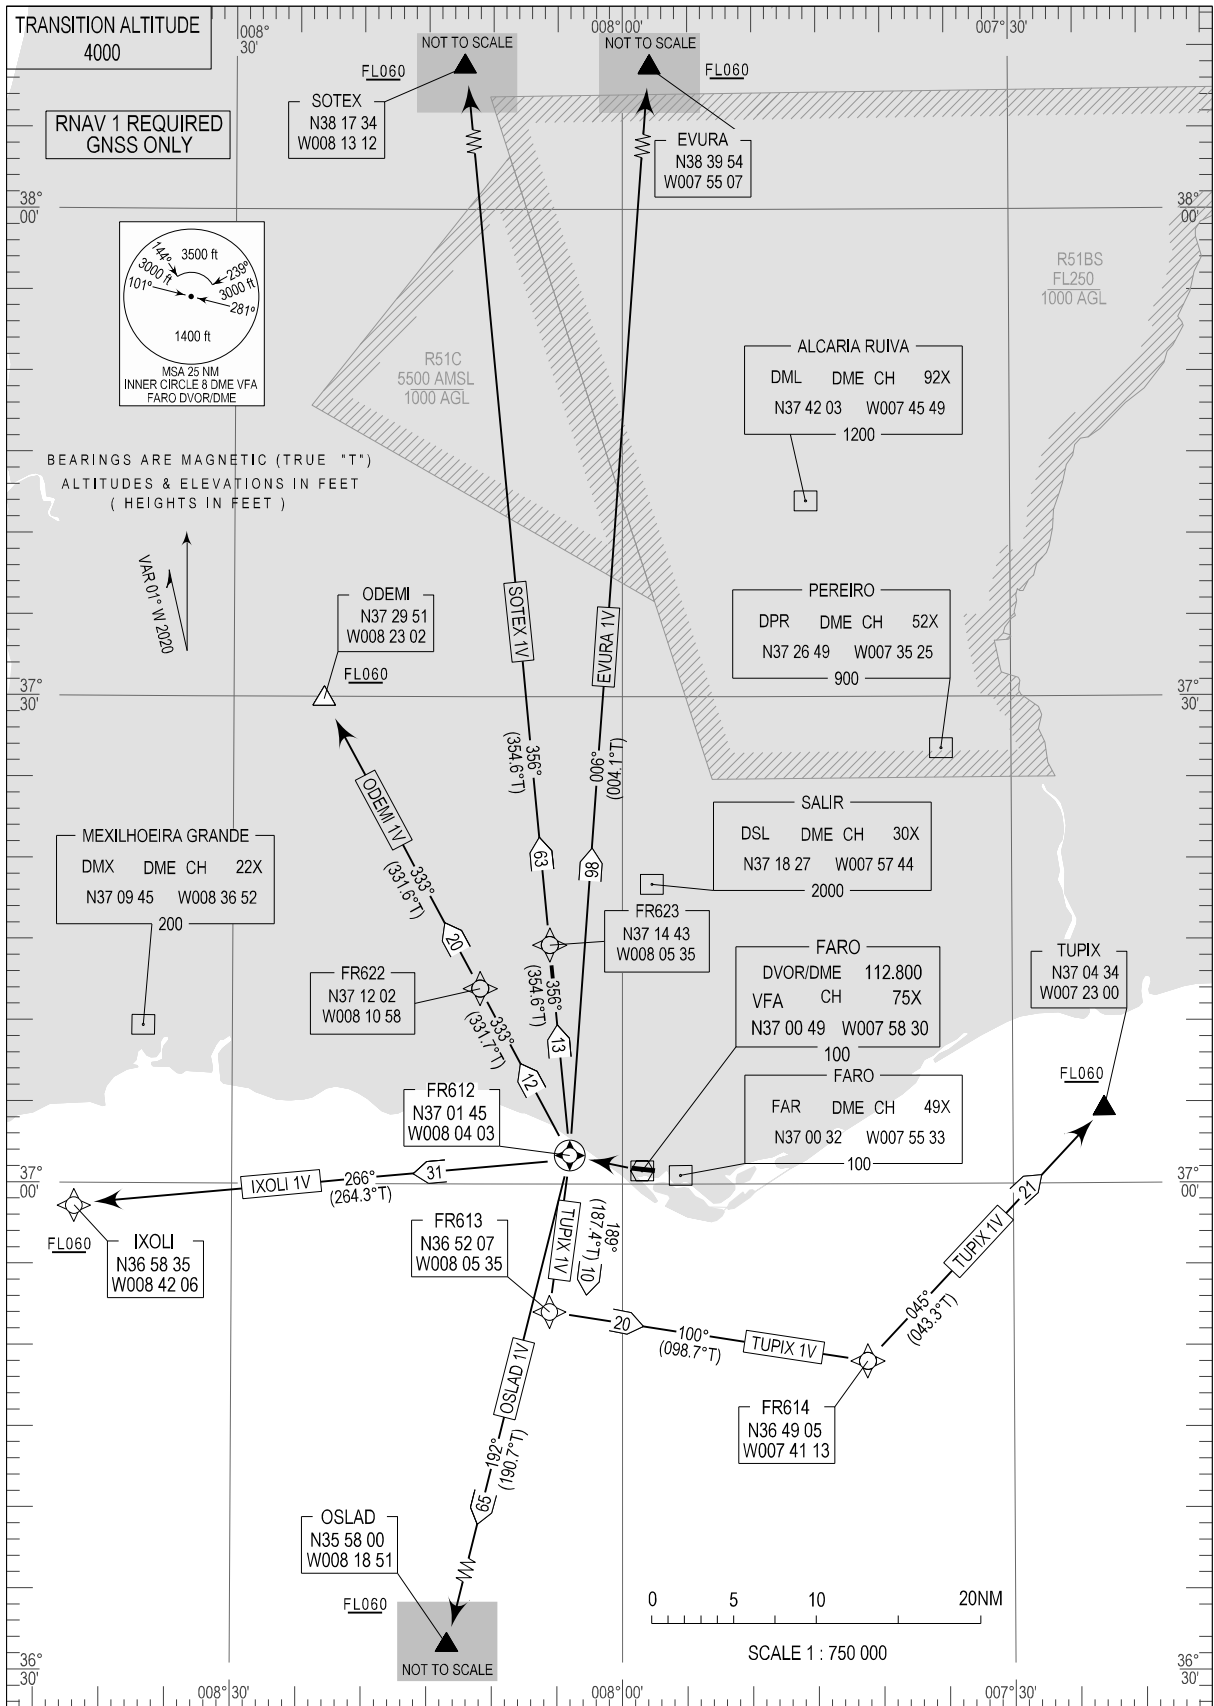 TRANSITION ALTITUDE
4000
008°
30'
008°00'
007°30'
NOT TO SCALE
NOT TO SCALE
FL060
FL060
SOTEX
N38 17 34
W008 13 12
EVURA
N38 39 54
W007 55 07
RNAV 1 REQUIRED
GNSS ONLY
38°
00'
38°
00'
144°
3500 ft
239°
3000 ft
3000 ft
101°
281°
1400 ft
MSA 25 NM
INNER CIRCLE 8 DME VFA
FARO DVOR/DME
R51BS
FL250
1000 AGL
R51C
5500 AMSL
1000 AGL
ALCARIA RUIVA
DML DME CH 92X
N37 42 03 W007 45 49
1200
BEARINGS ARE MAGNETIC (TRUE "T")
ALTITUDES & ELEVATIONS IN FEET
( HEIGHTS IN FEET )
VAR 01° W 2020
ODEMI
N37 29 51
W008 23 02
FL060
SOTEX 1V
EVURA 1V
PEREIRO
DPR DME CH 52X
N37 26 49 W007 35 25
900
37°
30'
37°
30'
356°
(354.6°T)
006°
(004.1°T)
ODEMI 1V
SALIR
DSL DME CH 30X
N37 18 27 W007 57 44
2000
MEXILHOEIRA GRANDE
DMX DME CH 22X
N37 09 45 W008 36 52
200
333°
(331.6°T)
63
98
20
FR623
N37 14 43
W008 05 35
FR622
N37 12 02
W008 10 58
356°
(354.6°T)
333°
(331.7°T)
13
12
FARO
DVOR/DME 112.800
VFA CH 75X
N37 00 49 W007 58 30
100
TUPIX
N37 04 34
W007 23 00
FL060
FARO
FAR DME CH 49X
N37 00 32 W007 55 33
100
FR612
N37 01 45
W008 04 03
37°
00'
37°
00'
IXOLI 1V
266°
(264.3°T)
31
FL060
IXOLI
N36 58 35
W008 42 06
FR613
N36 52 07
W008 05 35
TUPIX 1V
189°
(187.4°T) 10
21
TUPIX 1V
045°
(043.3°T)
20
100°
(098.7°T)
TUPIX 1V
OSLAD 1V
FR614
N36 49 05
W007 41 13
192°
(190.7°T)
65
OSLAD
N35 58 00
W008 18 51
FL060
NOT TO SCALE
0 5 10 20NM
SCALE 1 : 750 000
36°
30'
36°
30'
008°30'
008°00'
007°30'